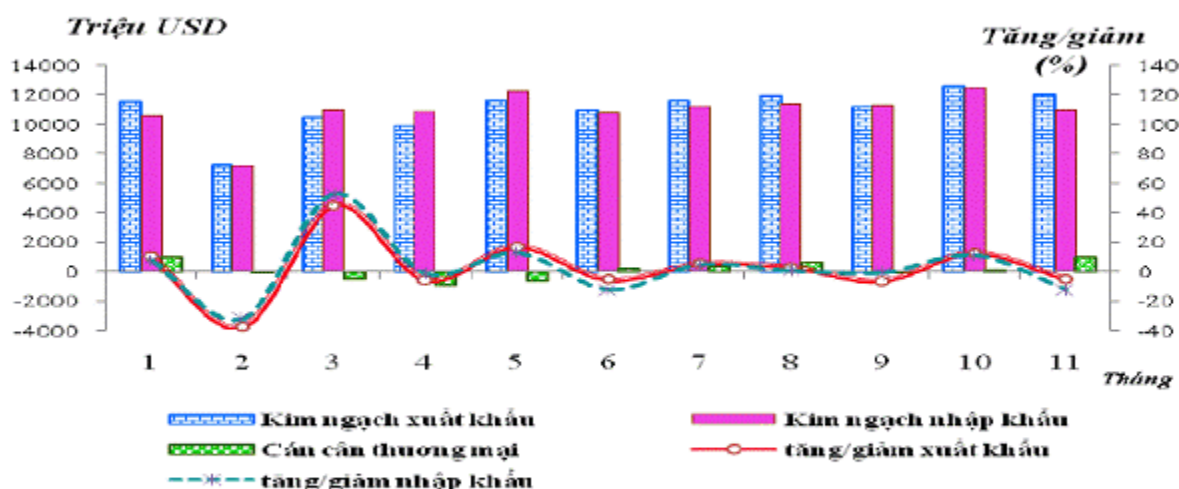 Triệu USD
Tăng/giảm
(%)
14000 140
12000 120
10000 100
8000 80
6000 60
4000 40
2000 20
0 0
-2000 -20
-4000 -40
1 2 3 4 5 6 7 8 9 10 11
Tháng
Kim ngạch xuất khẩu Kim ngạch nhập khẩu
Cán cân thương mại tăng/giảm xuất khẩu
tăng/giảm nhập khẩu